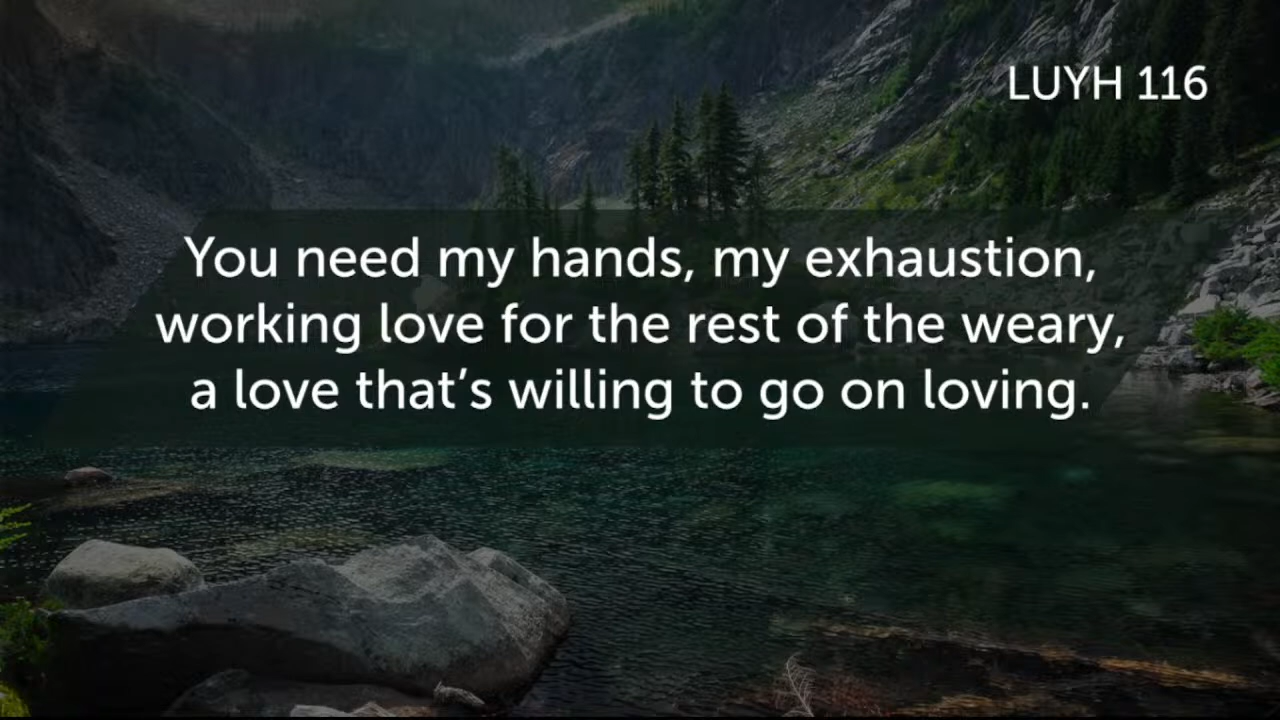 LUYH 116
You need my hands, my exhaustion,
working love for the rest of the weary,
a love that’s willing to go on loving.